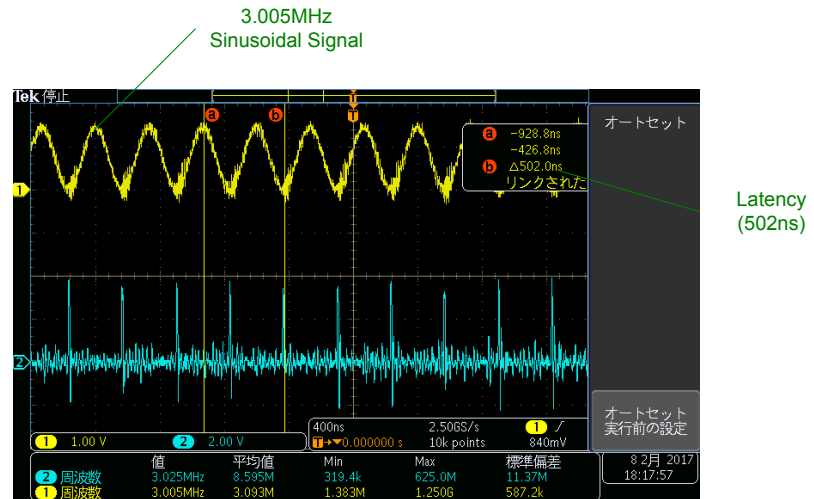 3.005MHz
Sinusoidal Signal
Tek 停止
T
a
b
T
オートセット
a -928.8ns
-426.8ns
b △502.0ns
リンクされた
1
Latency
(502ns)
2
オートセット
実行前の設定
1 1.00 V 2 2.00 V
400ns 2.50GS/s 1 ∫
T→▼0.000000 s 10k points 840mV
値 平均値 Min Max 標準偏差
2 周波数 3.025MHz 8.595M 319.4k 625.0M 11.37M
1 周波数 3.005MHz 3.093M 1.383M 1.250G 587.2k
8 2月 2017
18:17:57